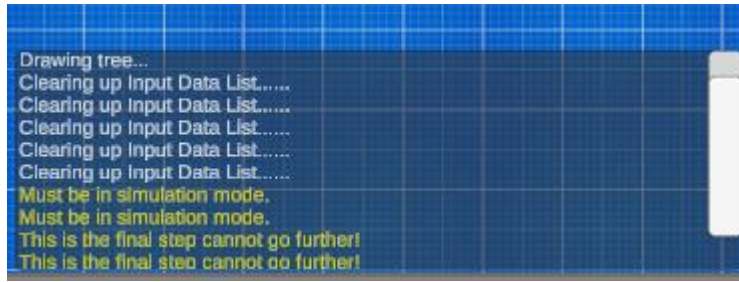 Drawing tree...
Clearing up Input Data List......
Clearing up Input Data List......
Clearing up Input Data List......
Clearing up Input Data List......
Clearing up Input Data List......
Must be in simulation mode.
Must be in simulation mode.
This is the final step cannot go further!
This is the final step cannot go further!